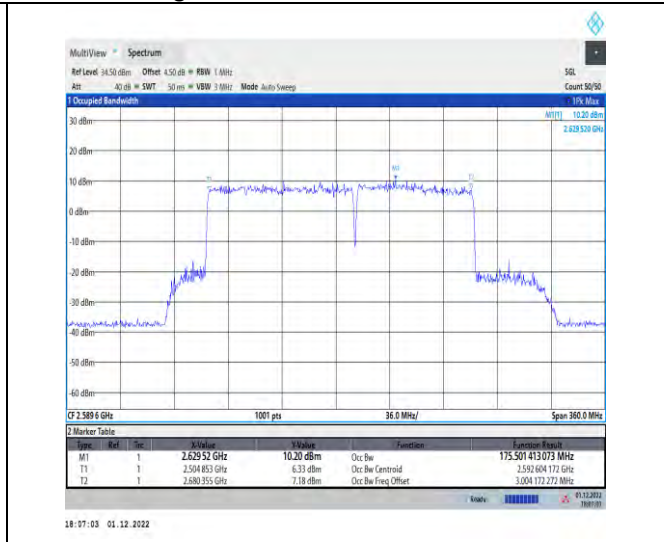 MultiView Spectrum
Ref Level 34.50 dBm Offset 4.50 dB RBW 1 MHz SGL
Att 40 dB SWT 50 ms VBW 3 MHz Mode Auto Sweep Count 50/50
1 Occupied Bandwidth 1Pk Max
M1[1] 10.20 dBm
2.629 520 GHz
30 dBm
20 dBm
M1
T1 T2
10 dBm
0 dBm
-10 dBm
-20 dBm
-30 dBm
-40 dBm
-50 dBm
-60 dBm
CF 2.589 6 GHz 1001 pts 36.0 MHz/ Span 360.0 MHz
2 Marker Table
Type Ref Trc X-Value Y-Value Function Function Result
M1 1 2.629 52 GHz 10.20 dBm Occ Bw 175.501 413 073 MHz
T1 1 2.504 853 GHz 6.33 dBm Occ Bw Centroid 2.592 604 172 GHz
T2 1 2.680 355 GHz 7.18 dBm Occ Bw Freq Offset 3.004 172 272 MHz
Ready 01.12.2022
18:07:03
18:07:03 01.12.2022